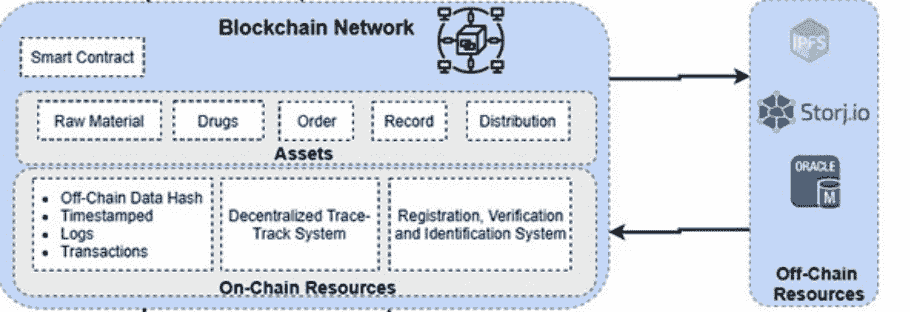 Blockchain Network
Smart Contract
Raw Material
Drugs
Order
Record
Distribution
Assets
• Off-Chain Data Hash
• Timestamped
• Logs
• Transactions
Decentralized Trace-
Track System
Registration, Verification
and Identification System
On-Chain Resources
IPFS
Storj.io
ORACLE
M
Off-Chain
Resources